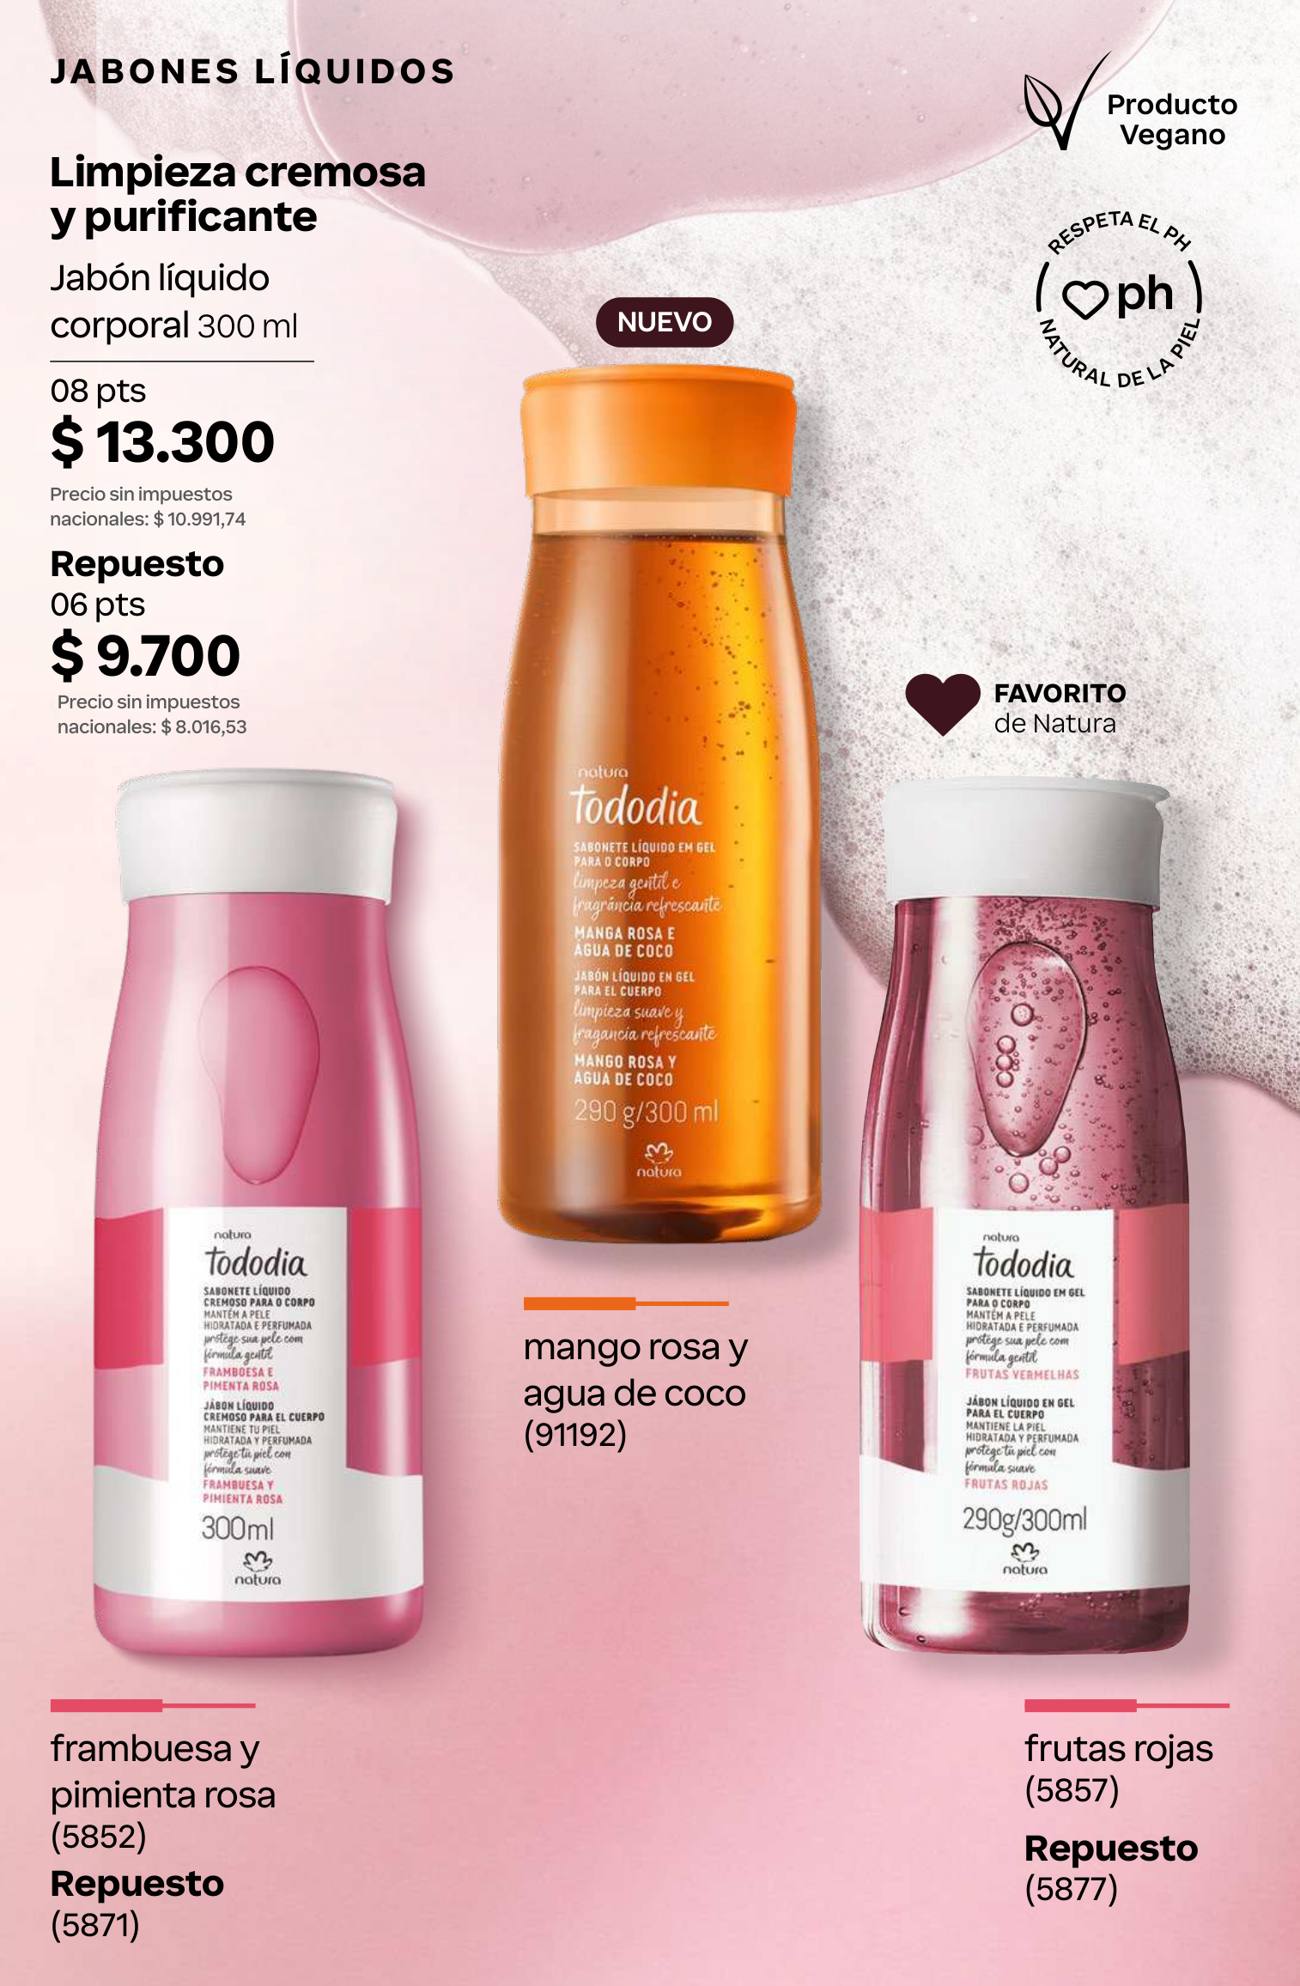 JABONES LÍQUIDOS
Limpieza cremosa
y purificante
Jabón líquido
corporal 300 ml
08 pts
$ 13.300
Precio sin impuestos
nacionales: $ 10.991,74
Repuesto
06 pts
$ 9.700
Precio sin impuestos
nacionales: $ 8.016,53
Producto
Vegano
RESPETA EL PH
ph
NATURAL DE LA PIEL
NUEVO
natura
tododia
SABONETE LÍQUIDO EM GEL
PARA O CORPO
limpeza gentil e
fragrância refrescante
MANGA ROSA E
ÁGUA DE COCO
JABÓN LÍQUIDO EN GEL
PARA EL CUERPO
limpieza suave y
fragancia refrescante
MANGO ROSA Y
AGUA DE COCO
290 g/300 ml
natura
mango rosa y
agua de coco
(91192)
FAVORITO
de Natura
natura
tododia
SABONETE LÍQUIDO
CREMOSO PARA O CORPO
MANTÉM A PELE
HIDRATADA E PERFUMADA
protege sua pele com
fórmula gentil
FRAMBOESA E
PIMENTA ROSA
JÁBON LÍQUIDO
CREMOSO PARA EL CUERPO
MANTIENE TU PIEL
HIDRATADA Y PERFUMADA
protege tu piel con
fórmula suave
FRAMBUESA Y
PIMIENTA ROSA
300ml
natura
frambuesa y
pimienta rosa
(5852)
Repuesto
(5871)
natura
tododia
SABONETE LÍQUIDO EM GEL
PARA O CORPO
MANTÉM A PELE
HIDRATADA E PERFUMADA
protege sua pele com
fórmula gentil
FRUTAS VERMELHAS
JÁBON LÍQUIDO EN GEL
PARA EL CUERPO
MANTIENE LA PIEL
HIDRATADA Y PERFUMADA
protege tu piel con
fórmula suave
FRUTAS ROJAS
290g/300ml
natura
frutas rojas
(5857)
Repuesto
(5877)